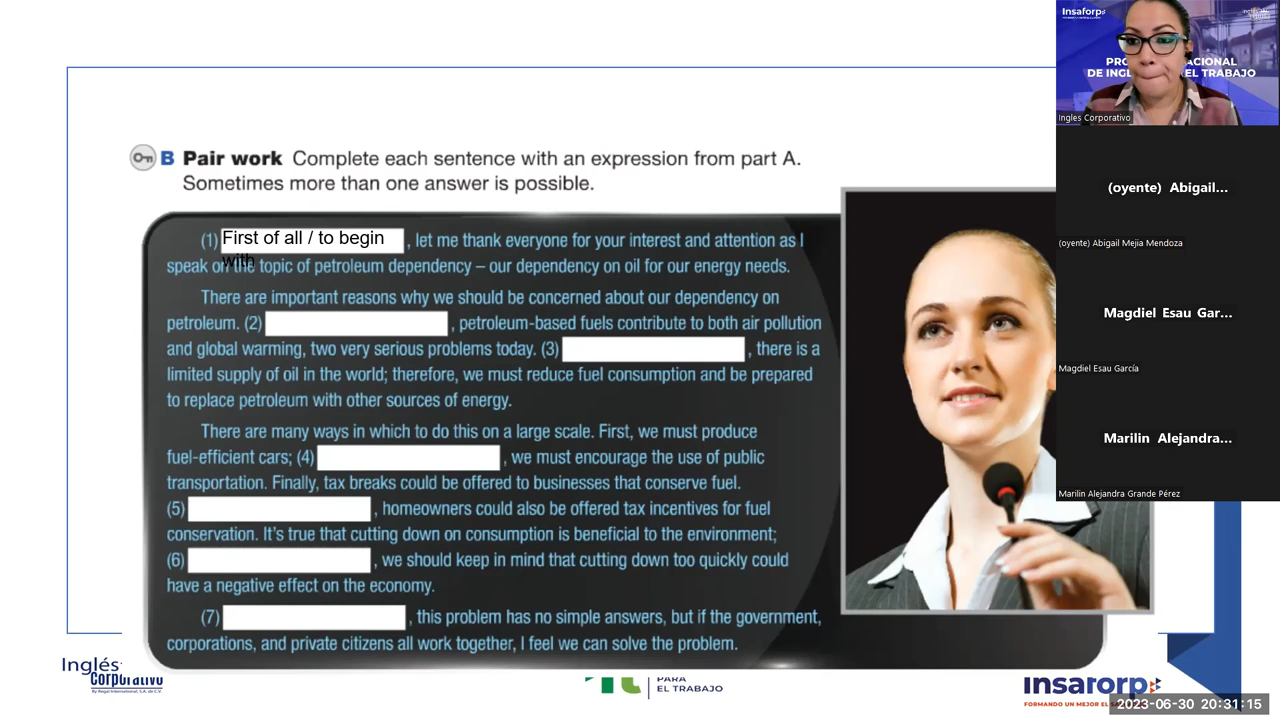 B Pair work Complete each sentence with an expression from part A.
Sometimes more than one answer is possible.
(1) First of all / to begin with , let me thank everyone for your interest and attention as I
speak on the topic of petroleum dependency – our dependency on oil for our energy needs.
There are important reasons why we should be concerned about our dependency on
petroleum. (2) , petroleum-based fuels contribute to both air pollution
and global warming, two very serious problems today. (3) , there is a
limited supply of oil in the world; therefore, we must reduce fuel consumption and be prepared
to replace petroleum with other sources of energy.
There are many ways in which to do this on a large scale. First, we must produce
fuel-efficient cars; (4) , we must encourage the use of public
transportation. Finally, tax breaks could be offered to businesses that conserve fuel.
(5) , homeowners could also be offered tax incentives for fuel
conservation. It's true that cutting down on consumption is beneficial to the environment;
(6) , we should keep in mind that cutting down too quickly could
have a negative effect on the economy.
(7) , this problem has no simple answers, but if the government,
corporations, and private citizens all work together, I feel we can solve the problem.
Insaforp
ACIONAL
DE INGL EL TRABAJO
Ingles Corporativo
(oyente) Abigail...
(oyente) Abigail Mejia Mendoza
Magdiel Esau Gar...
Magdiel Esau García
Marilin Alejandra...
Marilin Alejandra Grande Pérez
Inglés
Corporativo
By Regal International, S.A. de C.V.
PARA
EL TRABAJO
insaforp
FORMANDO UN MEJOR EL
2023-06-30 20:31:15